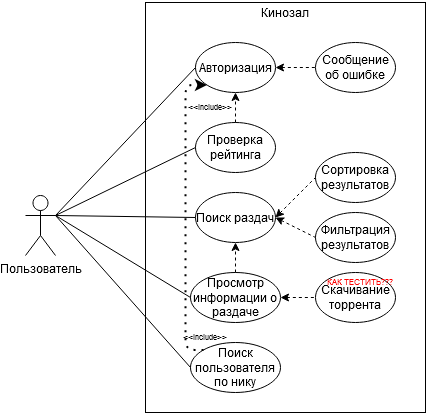 Кинозал
Авторизация
Сообщение
об ошибке
<<include>>
Проверка
рейтинга
Сортировка
результатов
Поиск раздач
Фильтрация
результатов
Пользователь
Просмотр
информации о
раздаче
КАК ТЕСТИТЬ???
Скачивание
торрента
<<include>>
Поиск
пользователя
по нику